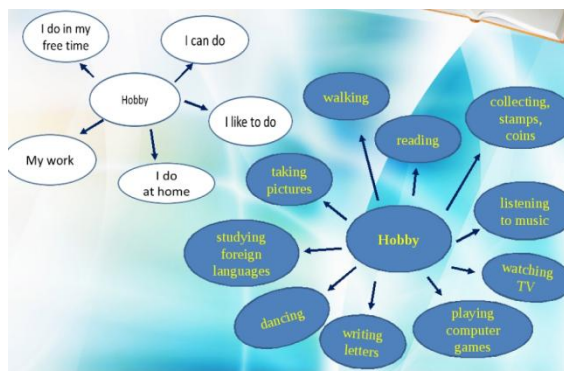 I do in my
free time
I can do
Hobby
I like to do
My work
I do
at home
walking
reading
collecting,
stamps,
coins
taking
pictures
listening
to music
Hobby
studying
foreign
languages
watching
TV
dancing
writing
letters
playing
computer
games